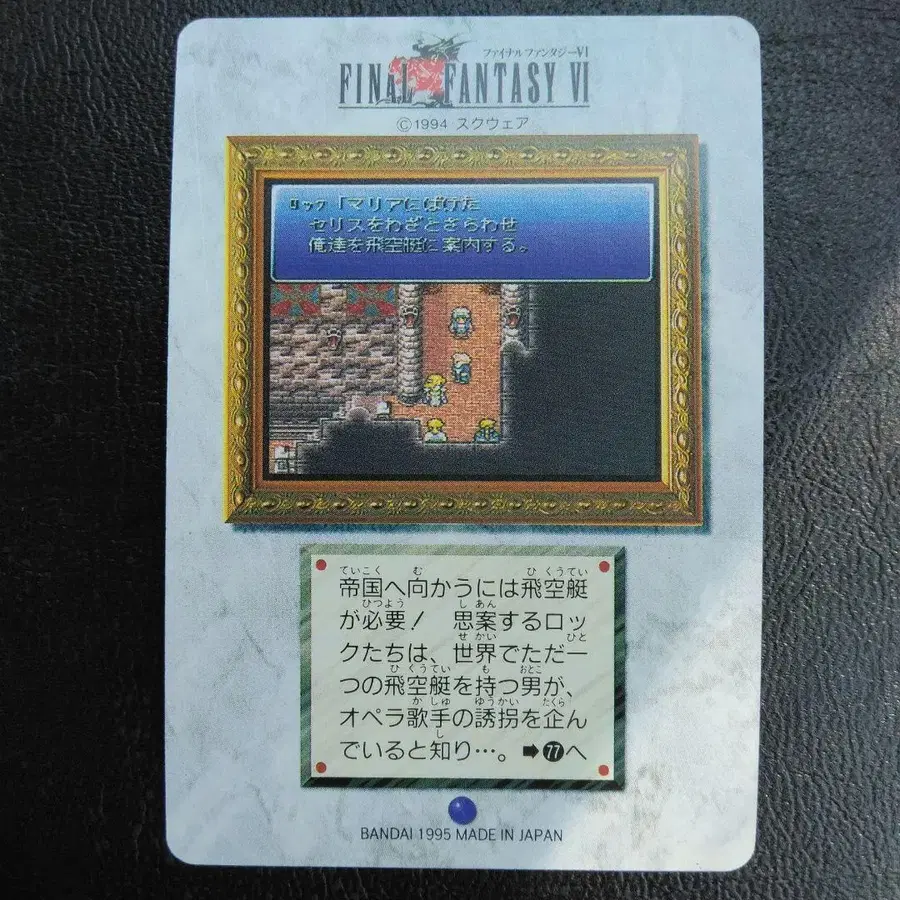 ファイナルファンタジーVI
FINAL FANTASY VI
©1994 スクウェア
ロック「マリアにばけた
セリスをわざとさらわせ
俺達を飛空艇に案内する。
ていこく む ひくうてい
帝国へ向かうには飛空艇
ひつよう しあん
が必要! 思案するロッ
せかい ひと
クたちは、世界でただ一
ひくうてい も おとこ
つの飛空艇を持つ男が、
かしゅ ゆうかい たくら
オペラ歌手の誘拐を企ん
し
でいると知り…。➡77へ
BANDAI 1995 MADE IN JAPAN